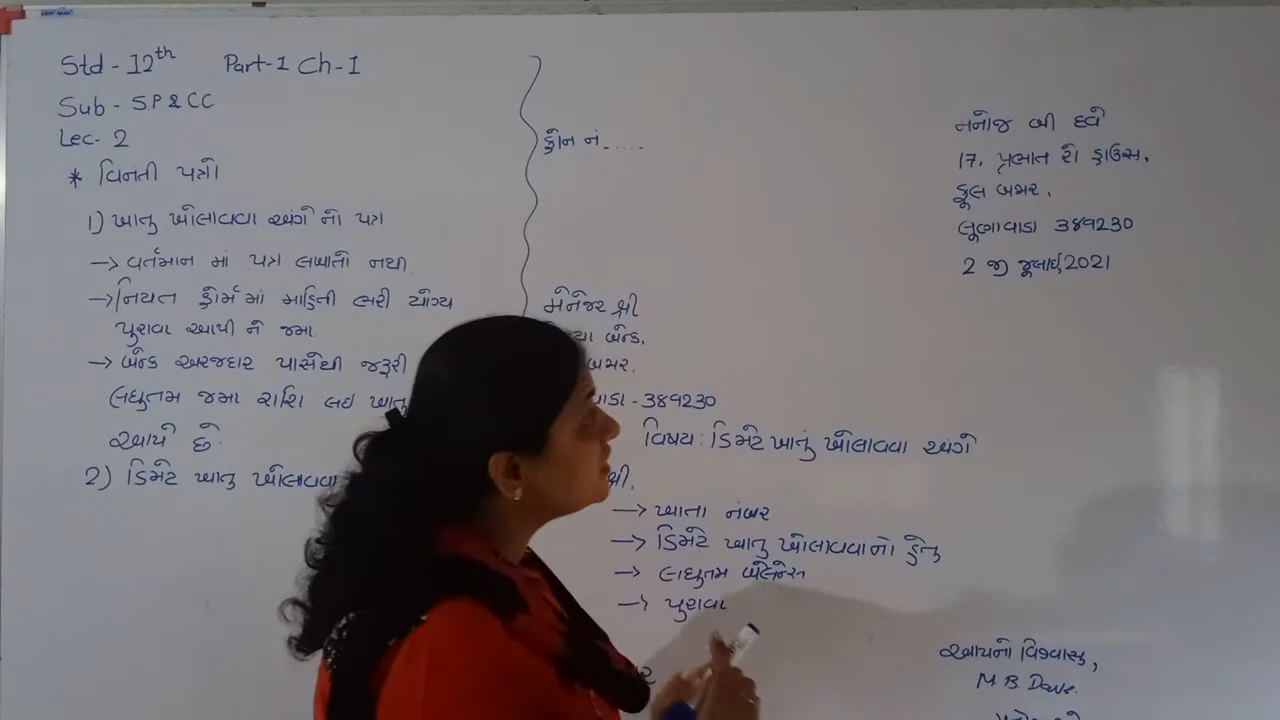 Std - 12th Part-1 Ch-1
Sub - S.P & CC
Lec- 2
* વિનંતી પત્રો
1) ખાતુ ખોલાવવા અંગે નો પત્ર
→ વર્તમાન માં પત્ર લખાતો નથી.
→ નિયત ફોર્મ માં માહિતી ભરી યોગ્ય
પુરાવા આપી ને જમા
→ બેન્ક અરજદાર પાસેથી જરૂરી
લઘુતમ જમા રાશિ લઇ ખાતુ
આપે છે.
2) ડિમેટ ખાતુ ખોલાવવા
ફોન નં.....
મનોજ બી દવે
17, પ્રભાત રો હાઉસ,
ફૂલ બજાર,
લૂણાવાડા 389230
2 જી જૂલાઇ 2021
મેનેજર શ્રી
બેન્ક,
બજાર,
389230
વિષય: ડિમેટ ખાતું ખોલાવવા અંગે
શ્રી,
→ ખાતા નંબર
→ ડિમેટ ખાતુ ખોલાવવાનો હેતુ
→ લઘુતમ બેલેન્સ
→ પુરાવા
આપનો વિશ્વાસુ,
M. B. Dave.